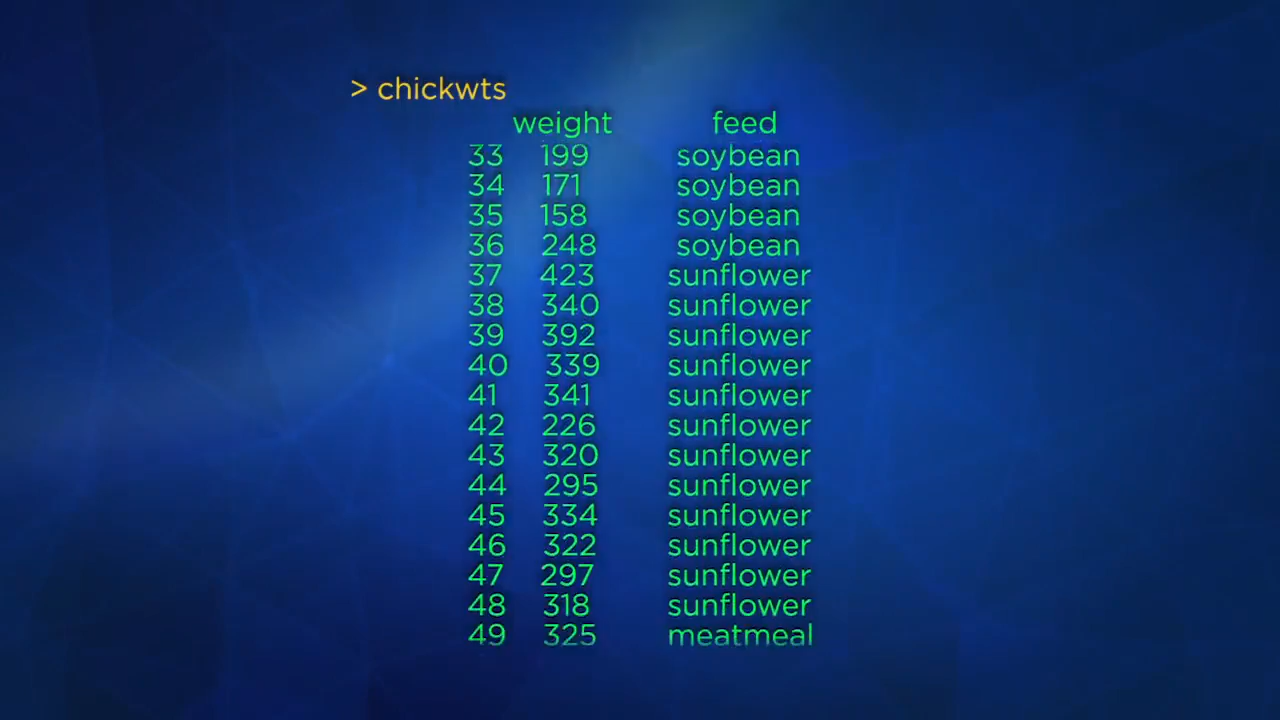 > chickwts
weight feed
33 199 soybean
34 171 soybean
35 158 soybean
36 248 soybean
37 423 sunflower
38 340 sunflower
39 392 sunflower
40 339 sunflower
41 341 sunflower
42 226 sunflower
43 320 sunflower
44 295 sunflower
45 334 sunflower
46 322 sunflower
47 297 sunflower
48 318 sunflower
49 325 meatmeal